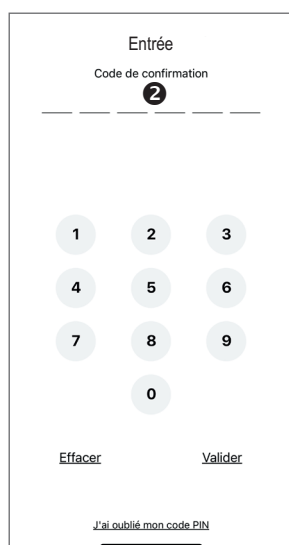 Entrée
Code de confirmation
❷
1 2 3
4 5 6
7 8 9
0
Effacer Valider
J'ai oublié mon code PIN